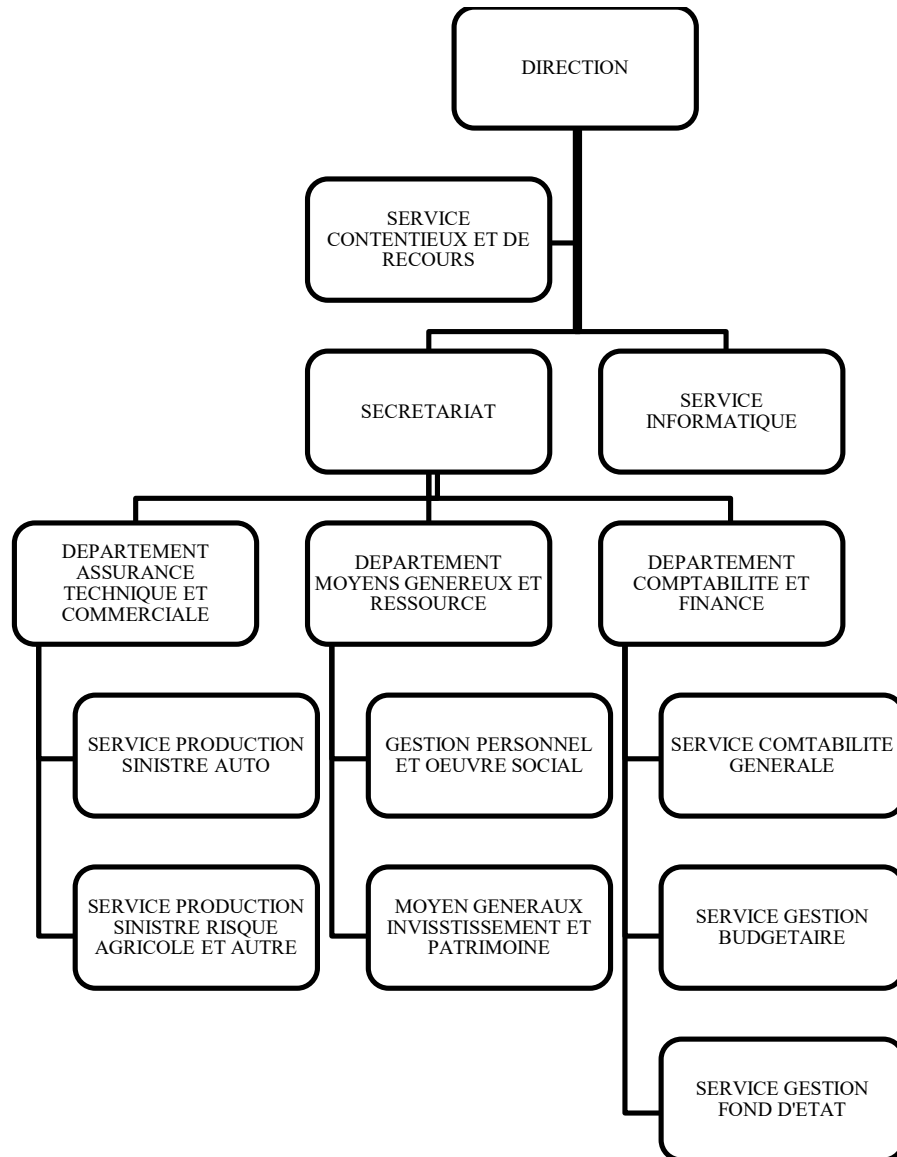 DIRECTION
SERVICE
CONTENTIEUX ET DE
RECOURS
SECRETARIAT
SERVICE
INFORMATIQUE
DEPARTEMENT
ASSURANCE
TECHNIQUE ET
COMMERCIALE
DEPARTEMENT
MOYENS GENEREUX ET
RESSOURCE
DEPARTEMENT
COMPTABILITE ET
FINANCE
SERVICE PRODUCTION
SINISTRE AUTO
GESTION PERSONNEL
ET OEUVRE SOCIAL
SERVICE COMTABILITE
GENERALE
SERVICE PRODUCTION
SINISTRE RISQUE
AGRICOLE ET AUTRE
MOYEN GENERAUX
INVISSTISSEMENT ET
PATRIMOINE
SERVICE GESTION
BUDGETAIRE
SERVICE GESTION
FOND D'ETAT